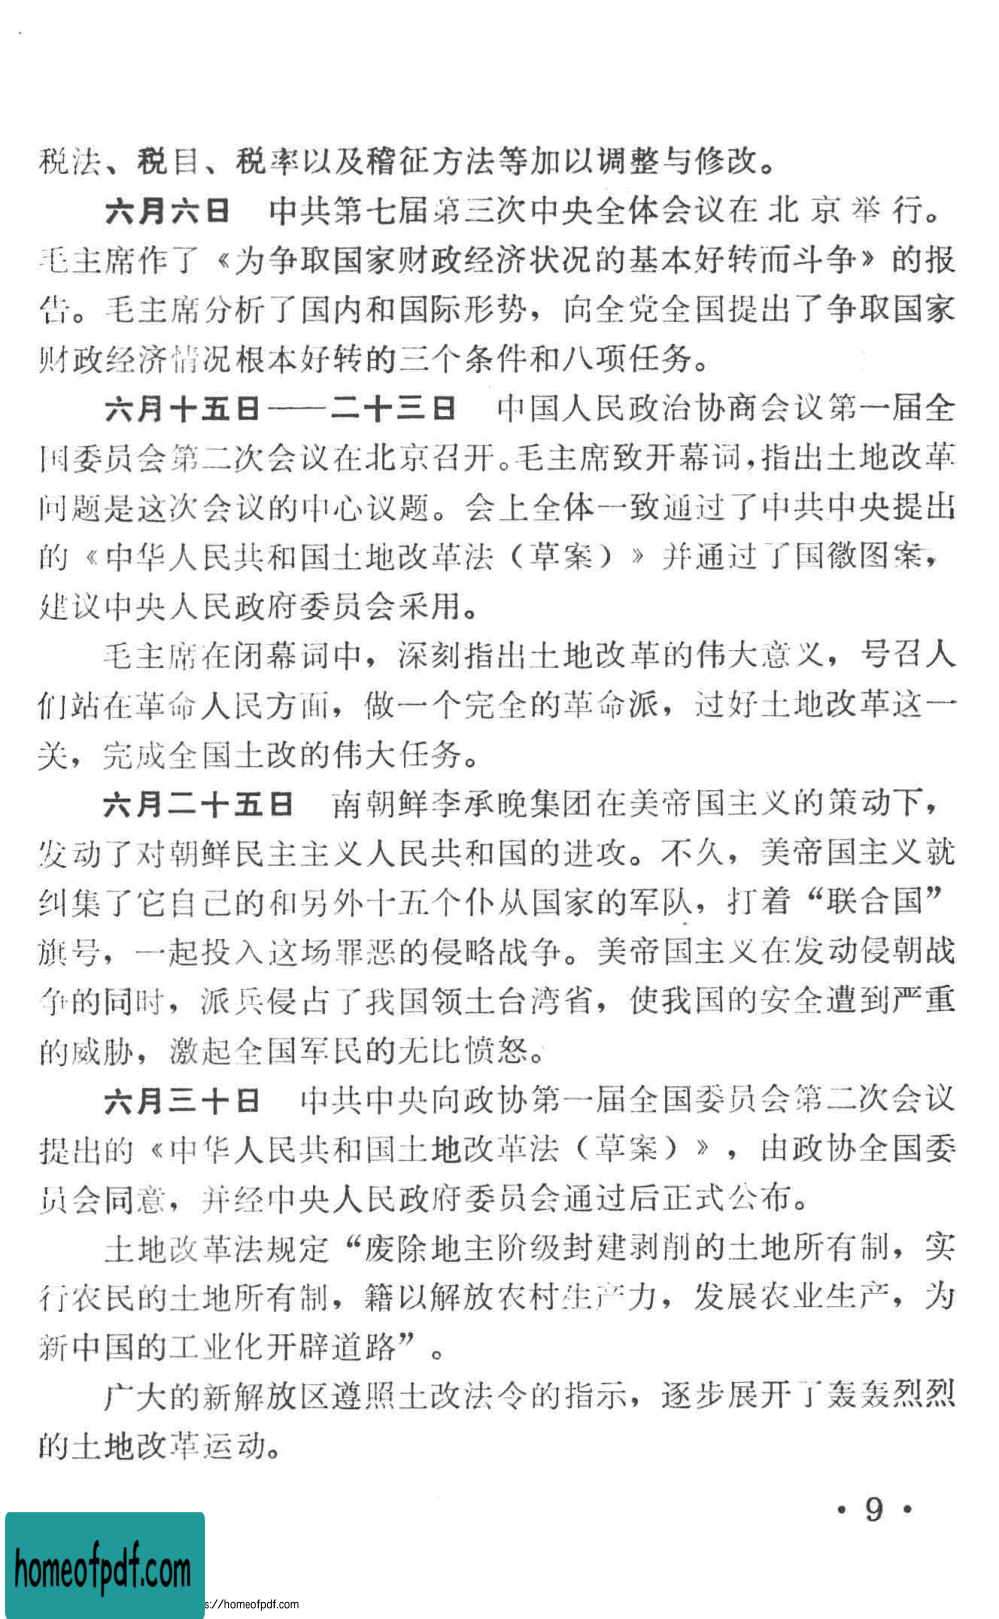 税法、税目、税率以及稽征方法等加以调整与修改。
六月六日　中共第七届第三次中央全体会议在北京举行。
毛主席作了《为争取国家财政经济状况的基本好转而斗争》的报
告。毛主席分析了国内和国际形势，向全党全国提出了争取国家
财政经济情况根本好转的三个条件和八项任务。
六月十五日——二十三日　中国人民政治协商会议第一届全
国委员会第二次会议在北京召开。毛主席致开幕词，指出土地改革
问题是这次会议的中心议题。会上全体一致通过了中共中央提出
的《中华人民共和国土地改革法（草案）》并通过了国徽图案，
建议中央人民政府委员会采用。
毛主席在闭幕词中，深刻指出土地改革的伟大意义，号召人
们站在革命人民方面，做一个完全的革命派，过好土地改革这一
关，完成全国土改的伟大任务。
六月二十五日　南朝鲜李承晚集团在美帝国主义的策动下，
发动了对朝鲜民主主义人民共和国的进攻。不久，美帝国主义就
纠集了它自己的和另外十五个仆从国家的军队，打着“联合国”
旗号，一起投入这场罪恶的侵略战争。美帝国主义在发动侵朝战
争的同时，派兵侵占了我国领土台湾省，使我国的安全遭到严重
的威胁，激起全国军民的无比愤怒。
六月三十日　中共中央向政协第一届全国委员会第二次会议
提出的《中华人民共和国土地改革法（草案）》，由政协全国委
员会同意，并经中央人民政府委员会通过后正式公布。
土地改革法规定“废除地主阶级封建剥削的土地所有制，实
行农民的土地所有制，籍以解放农村生产力，发展农业生产，为
新中国的工业化开辟道路”。
广大的新解放区遵照土改法令的指示，逐步展开了轰轰烈烈
的土地改革运动。
· 9 ·
homeofpdf.com
s://homeofpdf.com